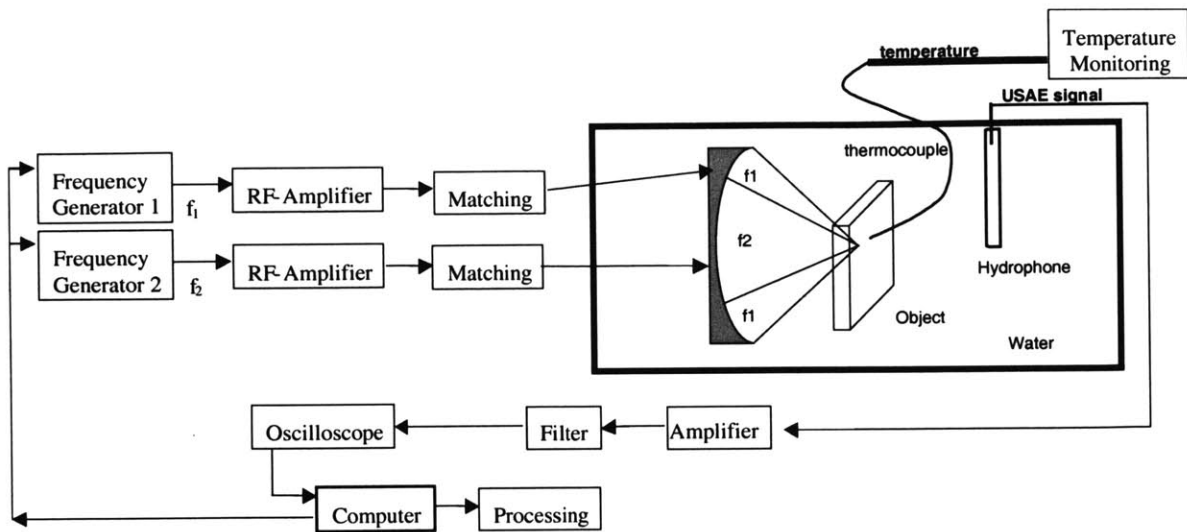 Temperature
Monitoring
temperature
USAE signal
thermocouple
Frequency
Generator 1
f₁
RF-Amplifier
Matching
f1
f2
f1
Frequency
Generator 2
f₂
RF-Amplifier
Matching
Hydrophone
Object
Water
Oscilloscope
Filter
Amplifier
Computer
Processing